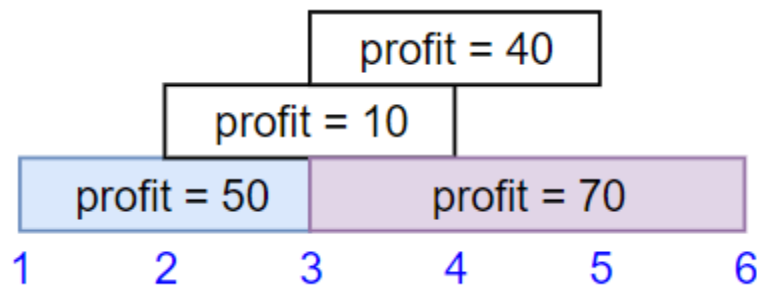 profit = 40
profit = 10
profit = 50 profit = 70
1 2 3 4 5 6